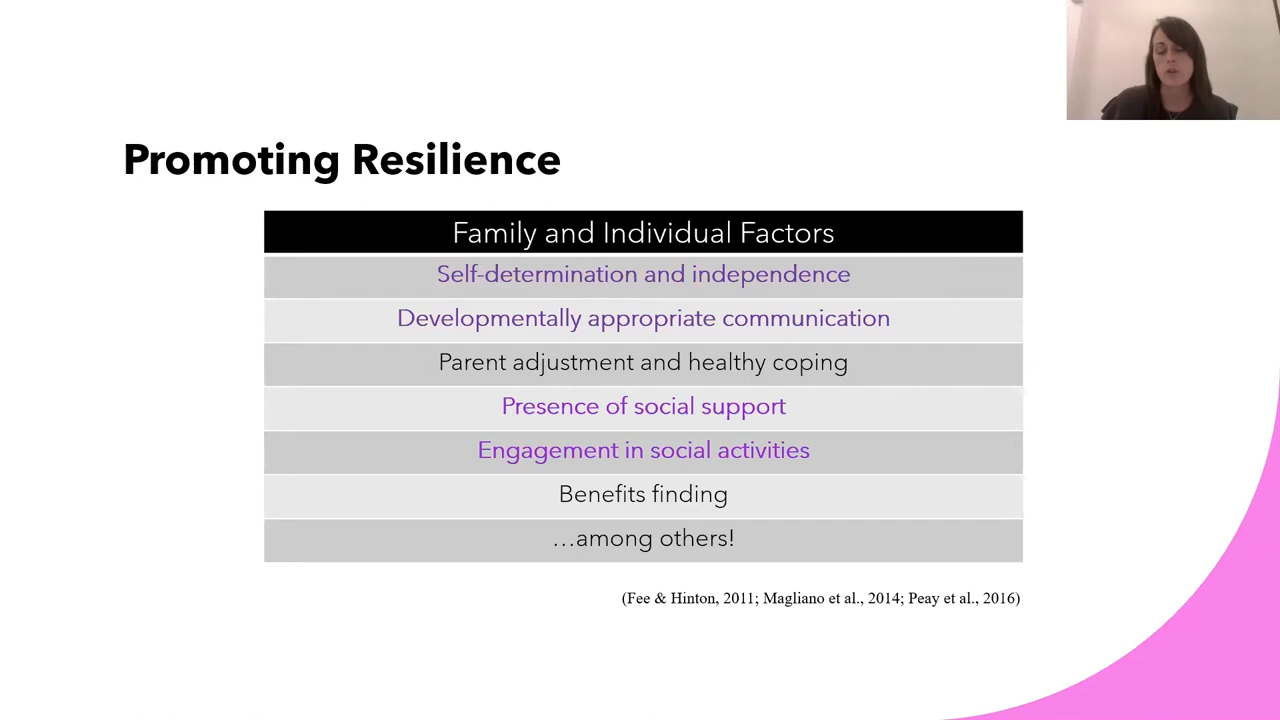 Promoting Resilience
Family and Individual Factors
Self-determination and independence
Developmentally appropriate communication
Parent adjustment and healthy coping
Presence of social support
Engagement in social activities
Benefits finding
…among others!
(Fee & Hinton, 2011; Magliano et al., 2014; Peay et al., 2016)